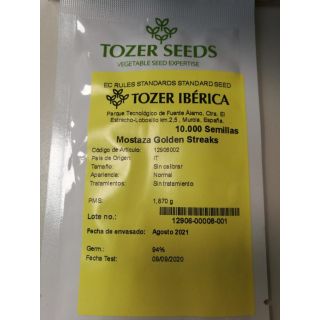 TOZER SEEDS
VEGETABLE SEED EXPERTISE
EC RULES STANDARDS STANDARD SEED
TOZER IBÉRICA
Parque Tecnológico de Fuente Alamo, Ctra. El
Estrecho-Lobosillo km.2,5 , Murcia, España.
10.000 Semillas
Mostaza Golden Streaks
Código de Artículo: 12906002
País de Origen: IT
Tamaño: Sin calibrar
Apariencia: Normal
Tratamientos: Sin tratamiento
PMS: 1,870 g
Lote no.:
12906-00008-001
Fecha de envasado: Agosto 2021
Germ.: 94%
Fecha Test: 09/09/2020